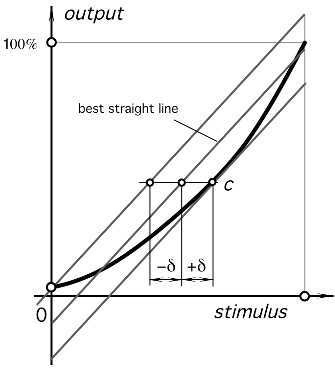 output
100%
best straight line
c
−δ +δ
0
stimulus